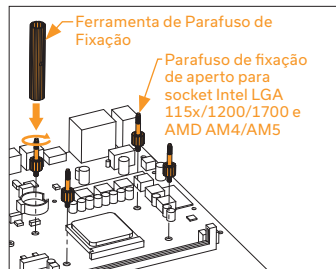 Ferramenta de Parafuso de
Fixação
Parafuso de fixação
de aperto para
socket Intel LGA
115x/1200/1700 e
AMD AM4/AM5